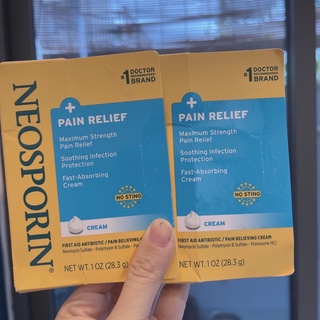 NEOSPORIN®
#1 DOCTOR
RECOMMENDED
BRAND
+ PAIN RELIEF
Maximum Strength
Pain Relief
Soothing Infection
Protection
Fast-Absorbing
Cream
NO STING
CREAM
FIRST AID ANTIBIOTIC / PAIN RELIEVING CREAM
Neomycin Sulfate - Polymyxin B Sulfate - Pramoxine HCl
NET WT. 1 OZ (28.3 g)
#1 DOCTOR
RECOMMENDED
BRAND
+ PAIN RELIEF
Maximum Strength
Pain Relief
Soothing Infection
Protection
Fast-Absorbing
Cream
NO STING
CREAM
FIRST AID ANTIBIOTIC / PAIN RELIEVING CREAM
Neomycin Sulfate - Polymyxin B Sulfate - Pramoxine HCl
NET WT. 1 OZ (28.3 g)